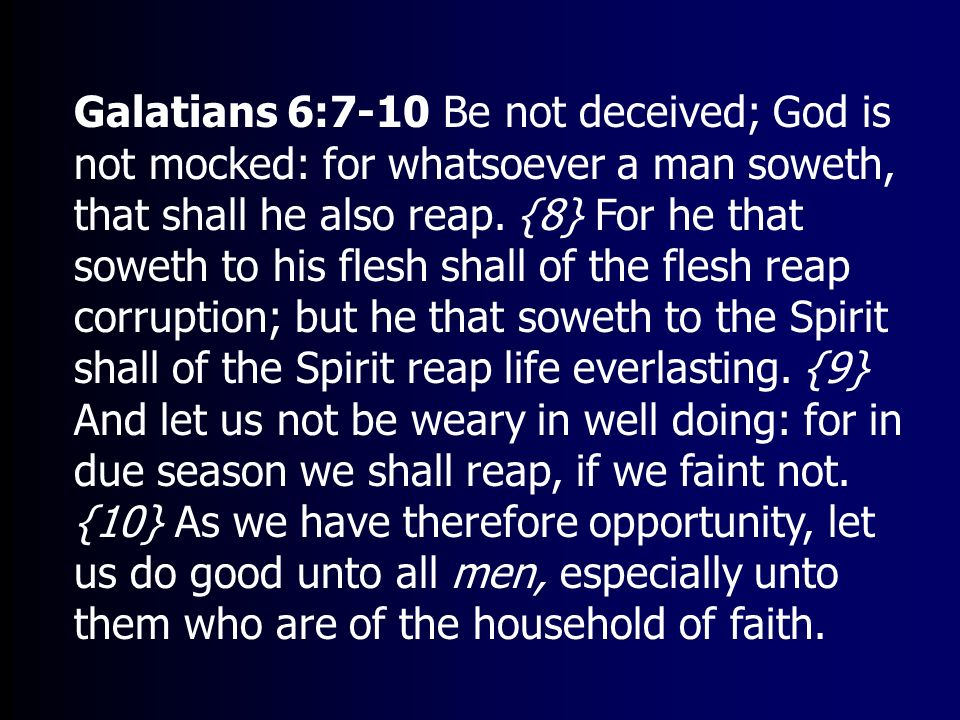 Galatians 6:7-10 Be not deceived; God is
not mocked: for whatsoever a man soweth,
that shall he also reap. {8} For he that
soweth to his flesh shall of the flesh reap
corruption; but he that soweth to the Spirit
shall of the Spirit reap life everlasting. {9}
And let us not be weary in well doing: for in
due season we shall reap, if we faint not.
{10} As we have therefore opportunity, let
us do good unto all men, especially unto
them who are of the household of faith.